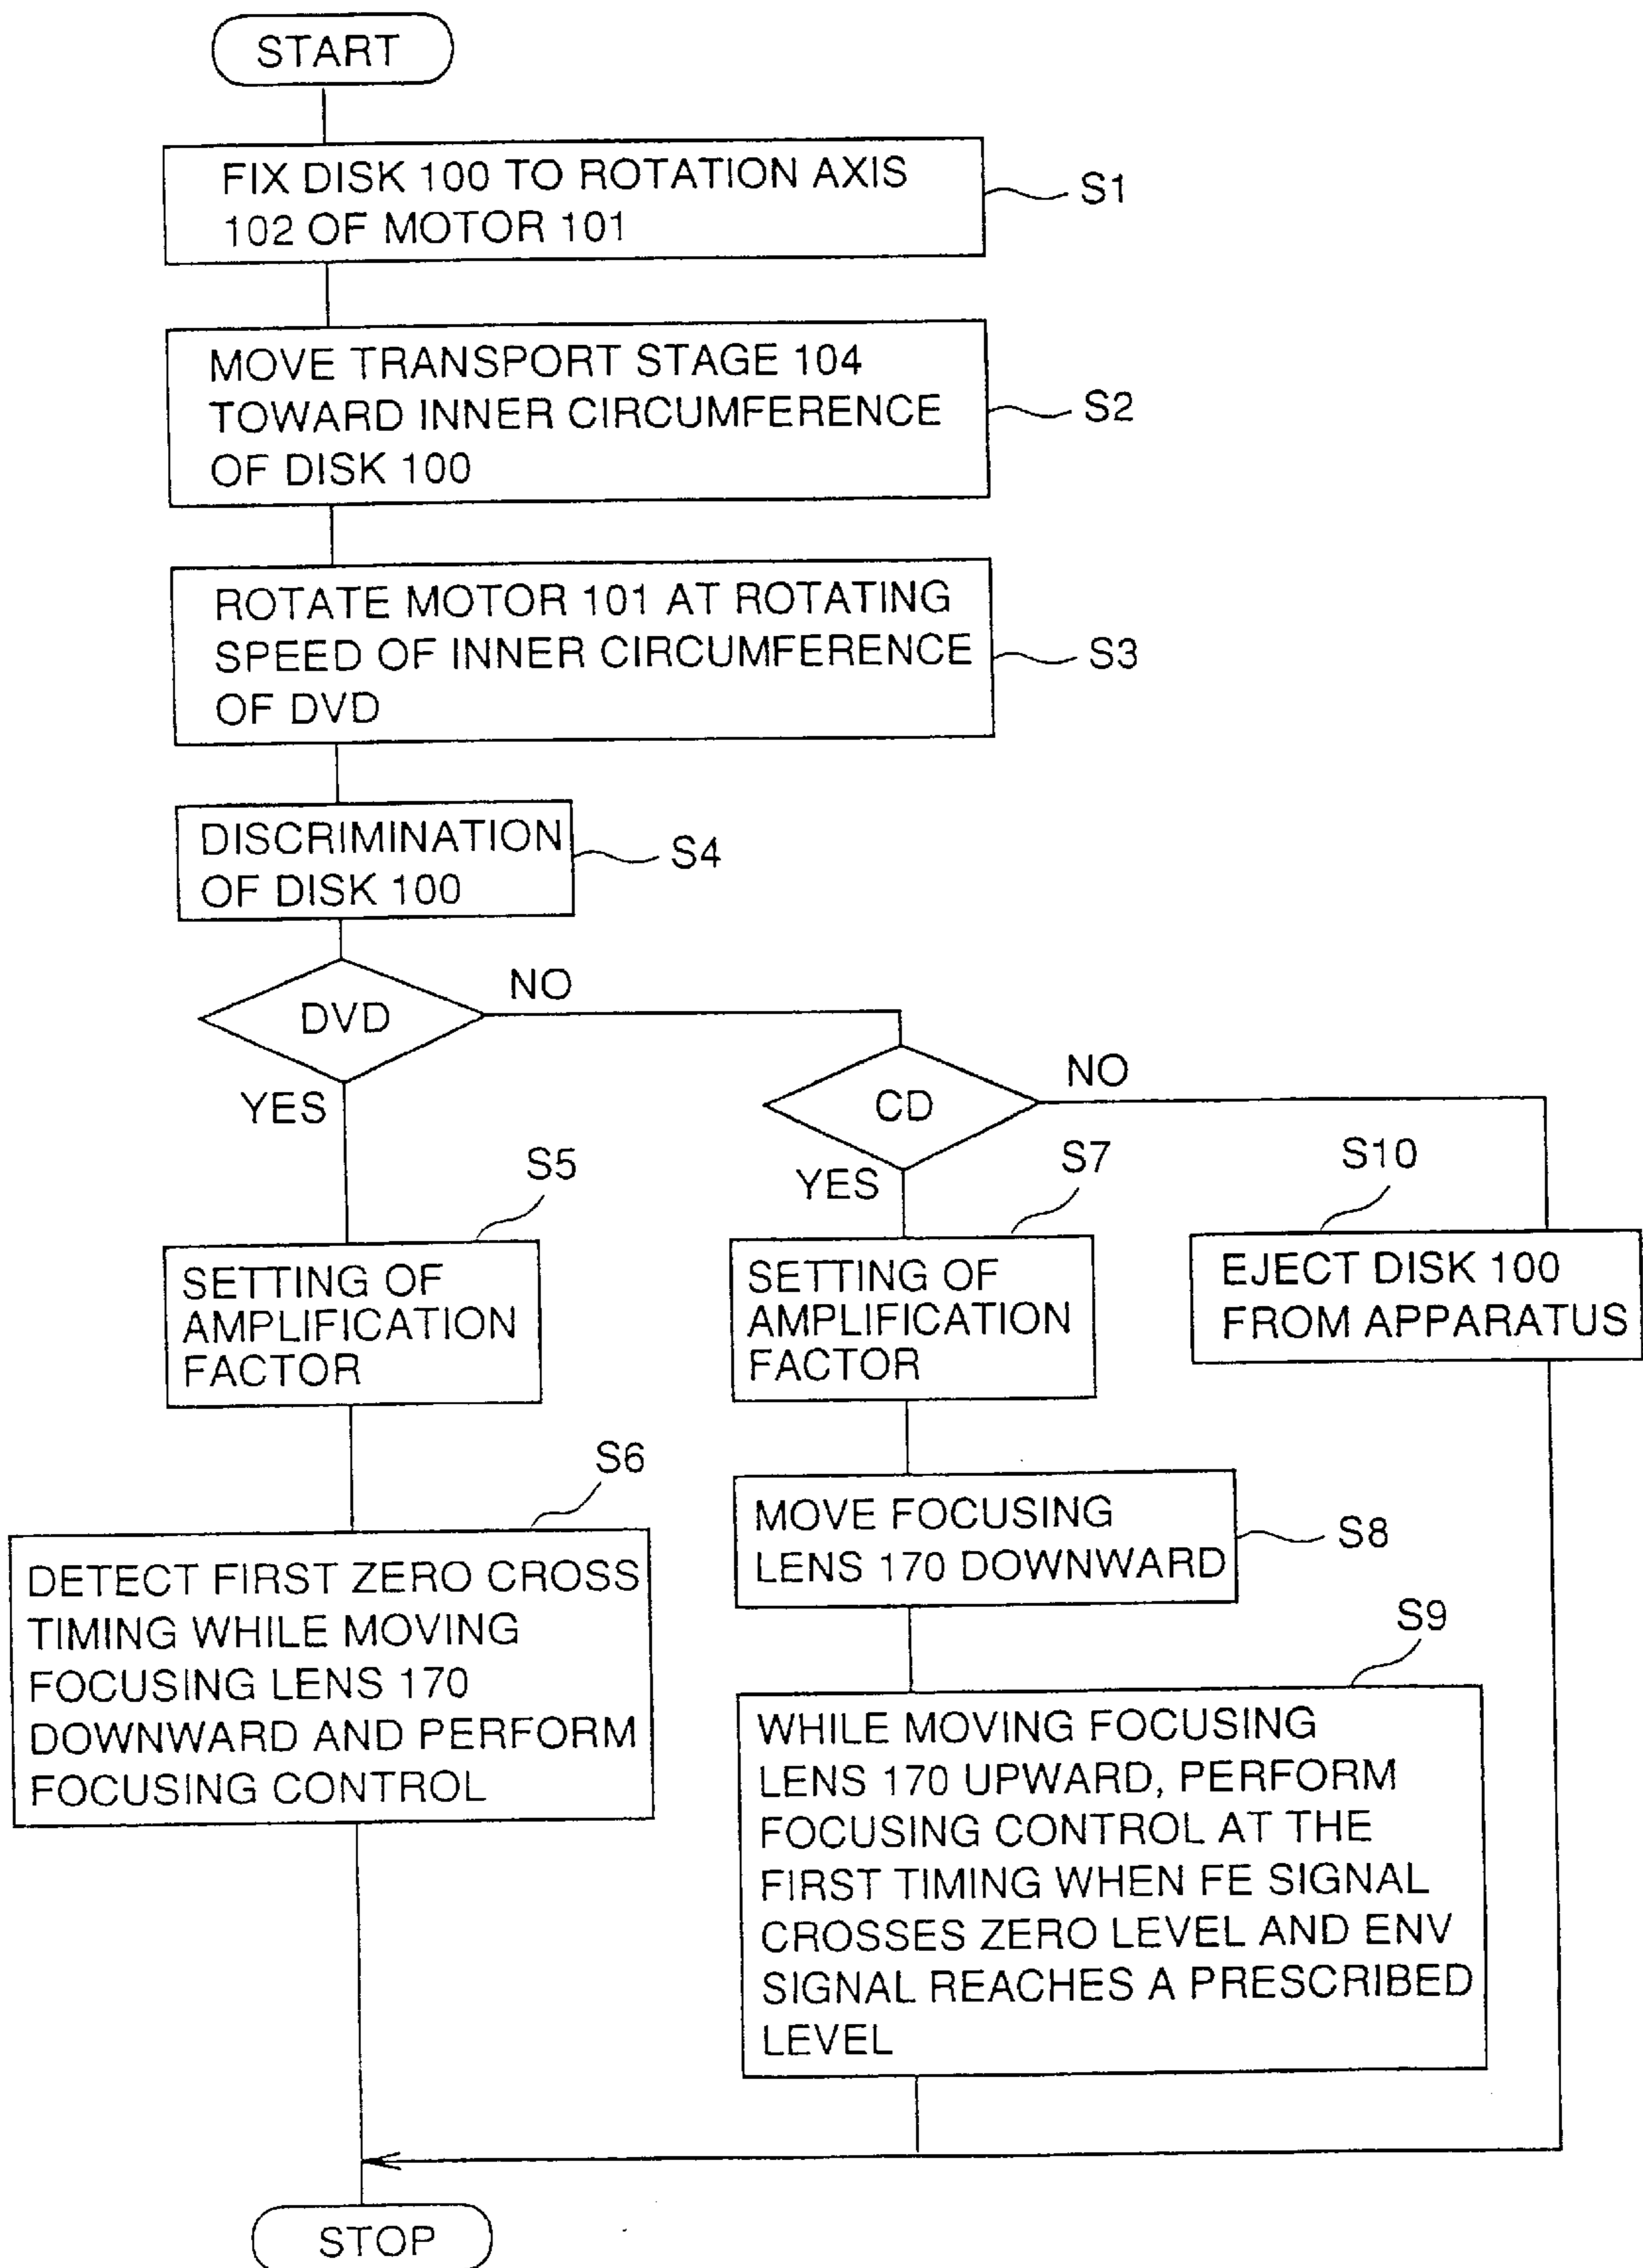 START
FIX DISK 100 TO ROTATION AXIS
102 OF MOTOR 101
S1
MOVE TRANSPORT STAGE 104
TOWARD INNER CIRCUMFERENCE
OF DISK 100
S2
ROTATE MOTOR 101 AT ROTATING
SPEED OF INNER CIRCUMFERENCE
OF DVD
S3
DISCRIMINATION
OF DISK 100
S4
DVD
NO
YES
CD
NO
YES
S5
SETTING OF
AMPLIFICATION
FACTOR
S7
SETTING OF
AMPLIFICATION
FACTOR
S10
EJECT DISK 100
FROM APPARATUS
S6
DETECT FIRST ZERO CROSS
TIMING WHILE MOVING
FOCUSING LENS 170
DOWNWARD AND PERFORM
FOCUSING CONTROL
MOVE FOCUSING
LENS 170 DOWNWARD
S8
S9
WHILE MOVING FOCUSING
LENS 170 UPWARD, PERFORM
FOCUSING CONTROL AT THE
FIRST TIMING WHEN FE SIGNAL
CROSSES ZERO LEVEL AND ENV
SIGNAL REACHES A PRESCRIBED
LEVEL
STOP